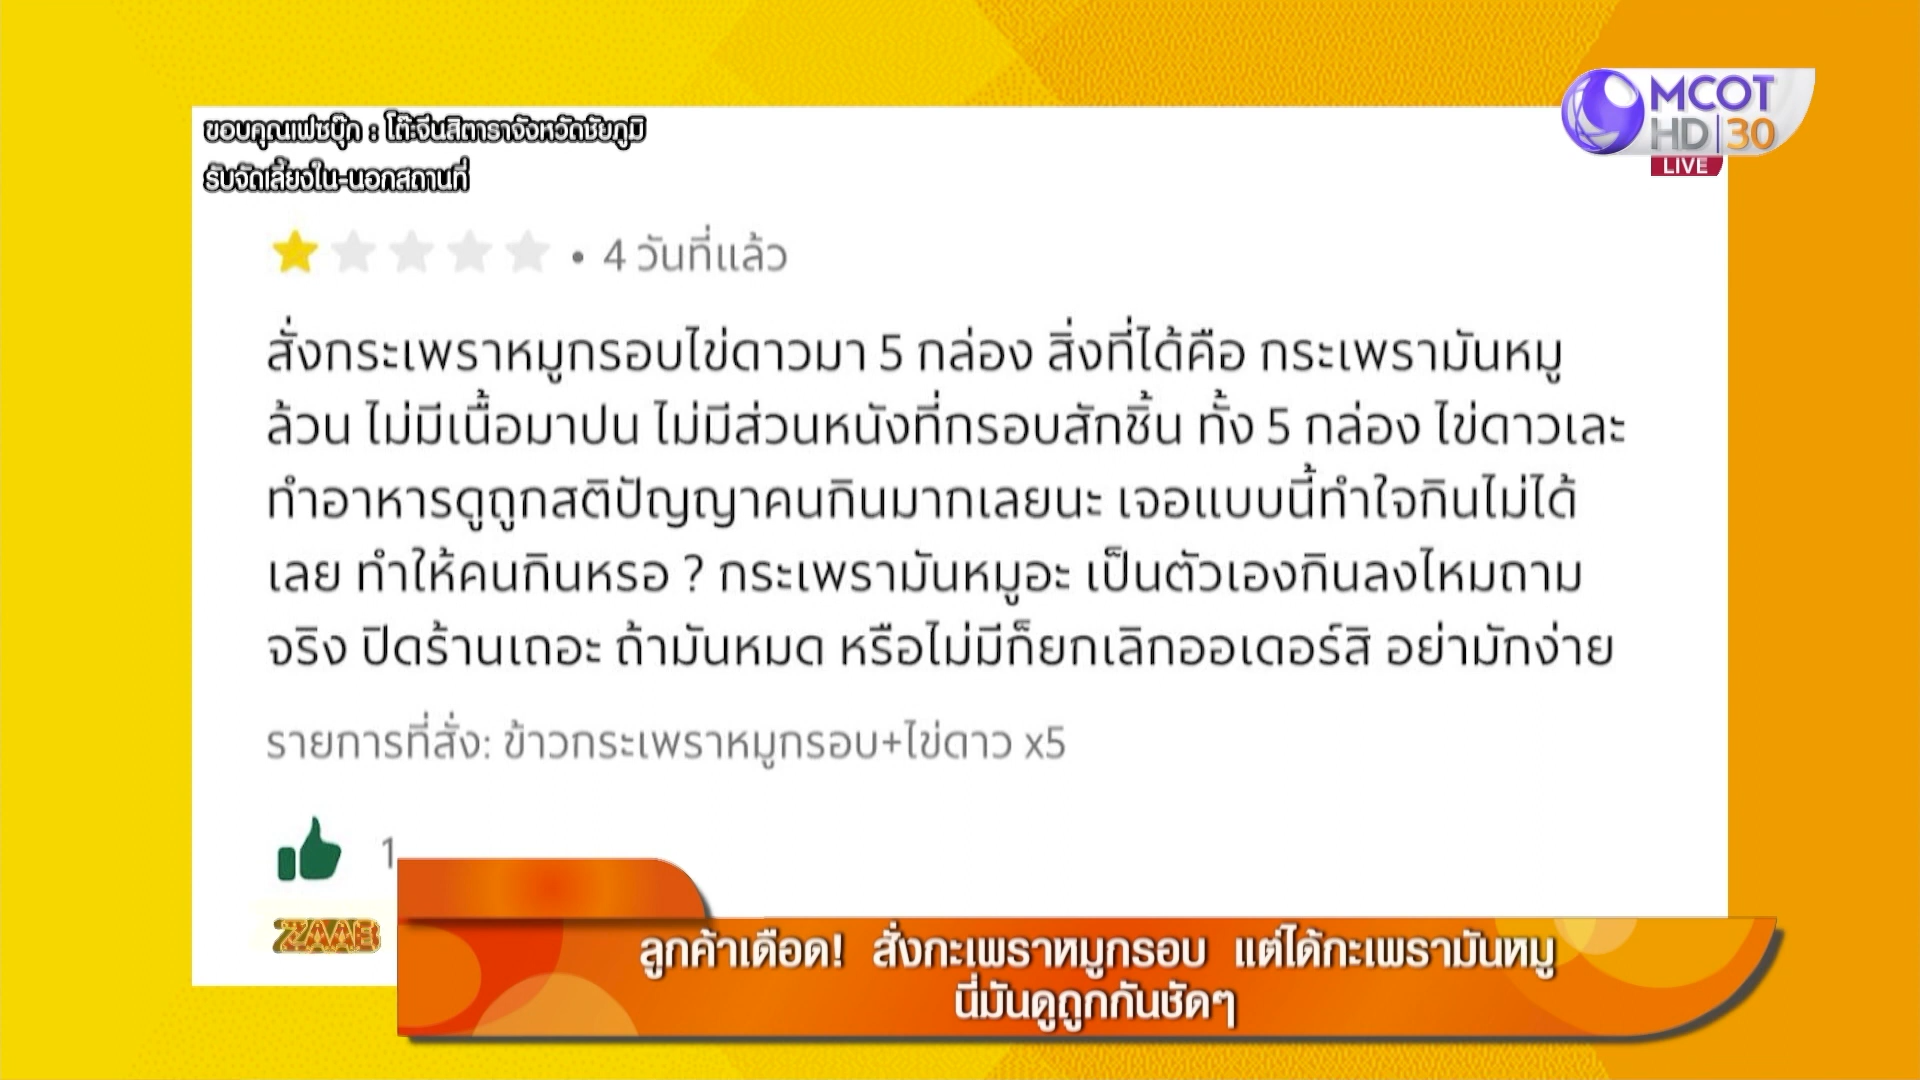 ขอบคุณเฟซบุ๊ก : โต๊ะจีนสิตาราจังหวัดชัยภูมิ
รับจัดเลี้ยงใน-นอกสถานที่
MCOT
HD 30
LIVE
• 4 วันที่แล้ว
สั่งกระเพราหมูกรอบไข่ดาวมา 5 กล่อง สิ่งที่ได้คือ กระเพรามันหมู
ล้วน ไม่มีเนื้อมาปน ไม่มีส่วนหนังที่กรอบสักชิ้น ทั้ง 5 กล่อง ไข่ดาวเละ
ทำอาหารดูถูกสติปัญญาคนกินมากเลยนะ เจอแบบนี้ทำใจกินไม่ได้
เลย ทำให้คนกินหรอ ? กระเพรามันหมูอะ เป็นตัวเองกินลงไหมถาม
จริง ปิดร้านเถอะ ถ้ามันหมด หรือไม่มีก็ยกเลิกออเดอร์สิ อย่ามักง่าย
รายการที่สั่ง: ข้าวกระเพราหมูกรอบ+ไข่ดาว x5
1
ZAAB
ลูกค้าเดือด! สั่งกะเพราหมูกรอบ แต่ได้กะเพรามันหมู
นี่มันดูถูกกันชัดๆ